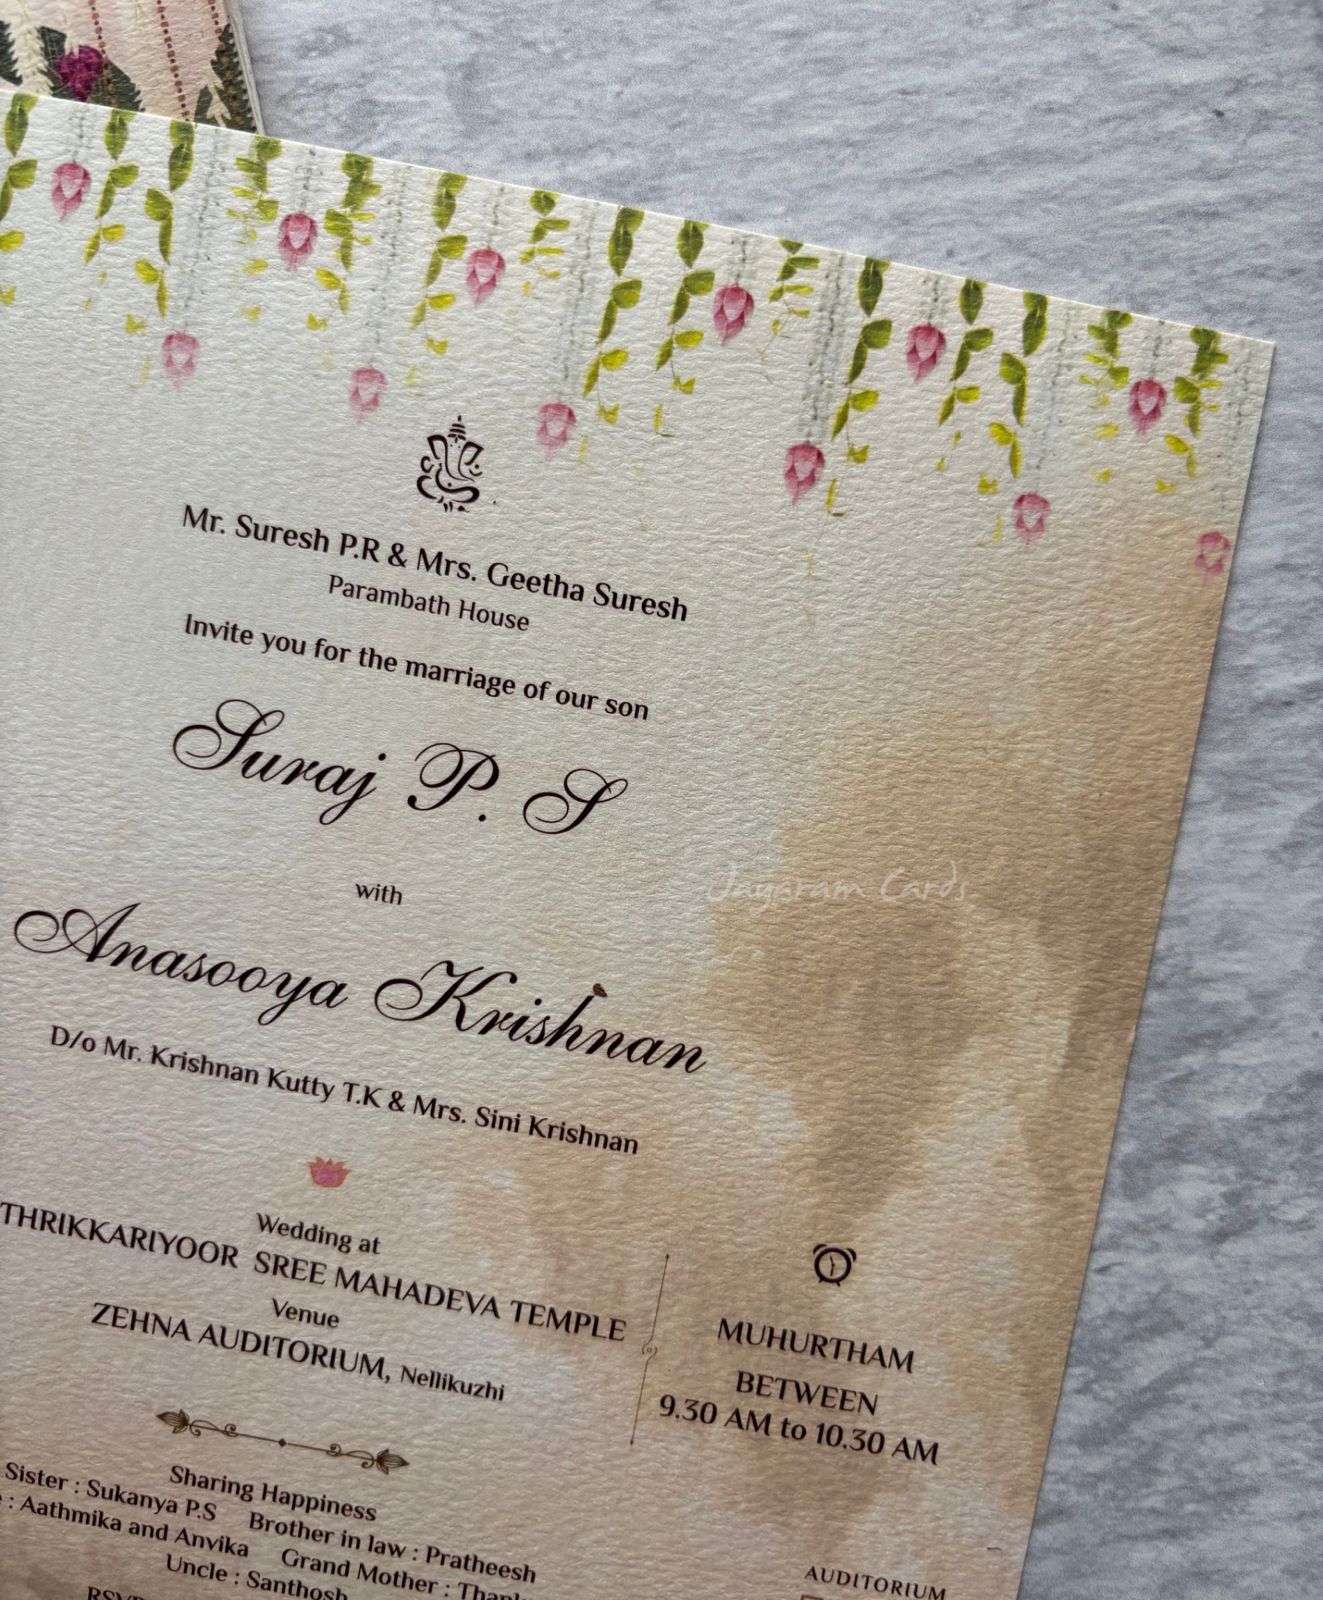 Mr. Suresh P.R & Mrs. Geetha Suresh
Parambath House
Invite you for the marriage of our son
Suraj P. S
with
Anasooya Krishnan
D/o Mr. Krishnan Kutty T.K & Mrs. Sini Krishnan
Jayaram Cards
Wedding at
THRIKKARIYOOR SREE MAHADEVA TEMPLE
Venue
ZEHNA AUDITORIUM, Nellikuzhi
MUHURTHAM
BETWEEN
9.30 AM to 10.30 AM
Sharing Happiness
Sister : Sukanya P.S Brother in law : Pratheesh
: Aathmika and Anvika Grand Mother :
Uncle : Santhosh
RSVP
AUDITORIUM